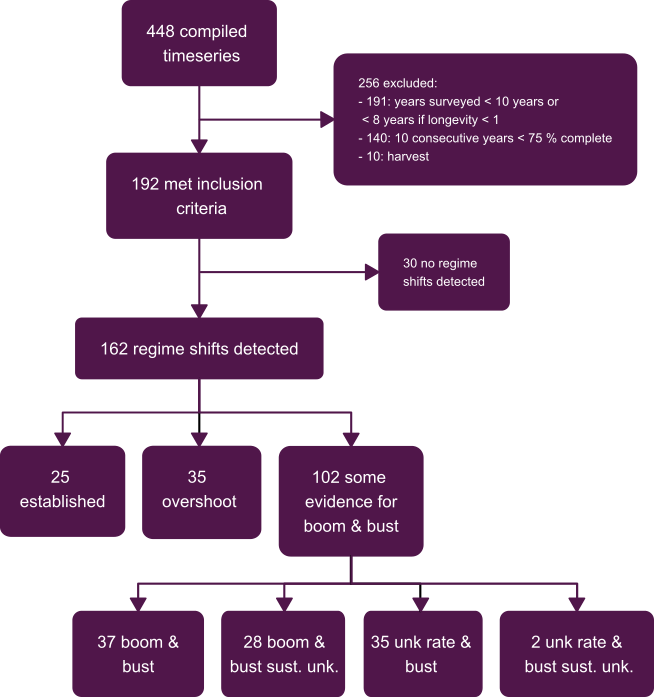 448 compiled
timeseries
256 excluded:
- 191: years surveyed < 10 years or
< 8 years if longevity < 1
- 140: 10 consecutive years < 75 % complete
- 10: harvest
192 met inclusion
criteria
30 no regime
shifts detected
162 regime shifts detected
25
established
35
overshoot
102 some
evidence for
boom & bust
37 boom &
bust
28 boom &
bust sust. unk.
35 unk rate &
bust
2 unk rate &
bust sust. unk.